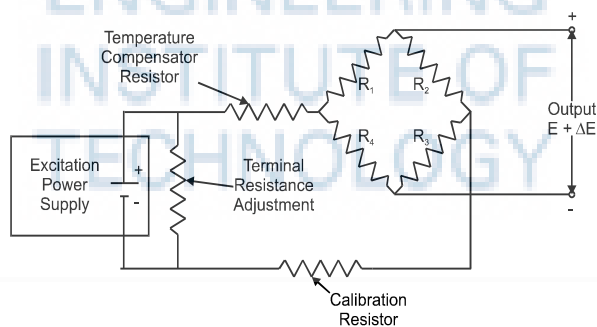 ENGINEERING
INSTITUTE OF
TECHNOLOGY
Temperature
Compensator
Resistor
R1
R2
R4
R3
+
Output
E + ΔE
-
Excitation
Power
Supply
+
-
Terminal
Resistance
Adjustment
Calibration
Resistor